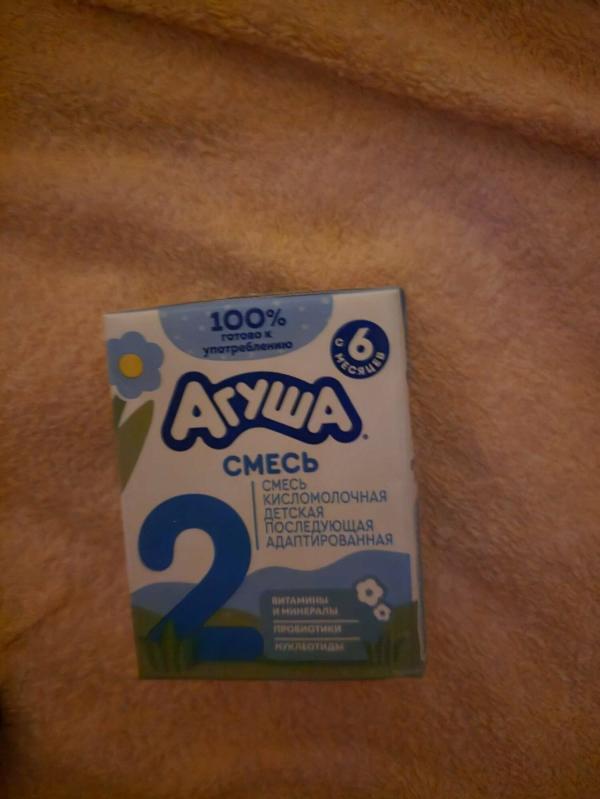 100%
готово к
употреблению
с 6 месяцев
АГУША
СМЕСЬ
СМЕСЬ
КИСЛОМОЛОЧНАЯ
ДЕТСКАЯ
ПОСЛЕДУЮЩАЯ
АДАПТИРОВАННАЯ
2
ВИТАМИНЫ
И МИНЕРАЛЫ
ПРОБИОТИКИ
НУКЛЕОТИДЫ